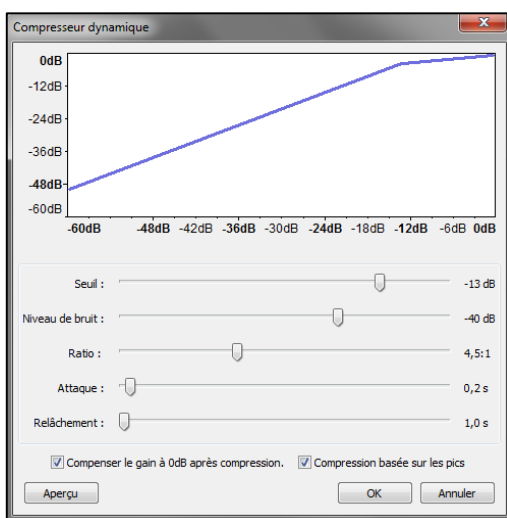 Compresseur dynamique
0dB
-12dB
-24dB
-36dB
-48dB
-60dB
-60dB -48dB -42dB -36dB -30dB -24dB -18dB -12dB -6dB 0dB
Seuil : -13 dB
Niveau de bruit : -40 dB
Ratio : 4,5:1
Attaque : 0,2 s
Relâchement : 1,0 s
Compenser le gain à 0dB après compression. Compression basée sur les pics
Aperçu OK Annuler